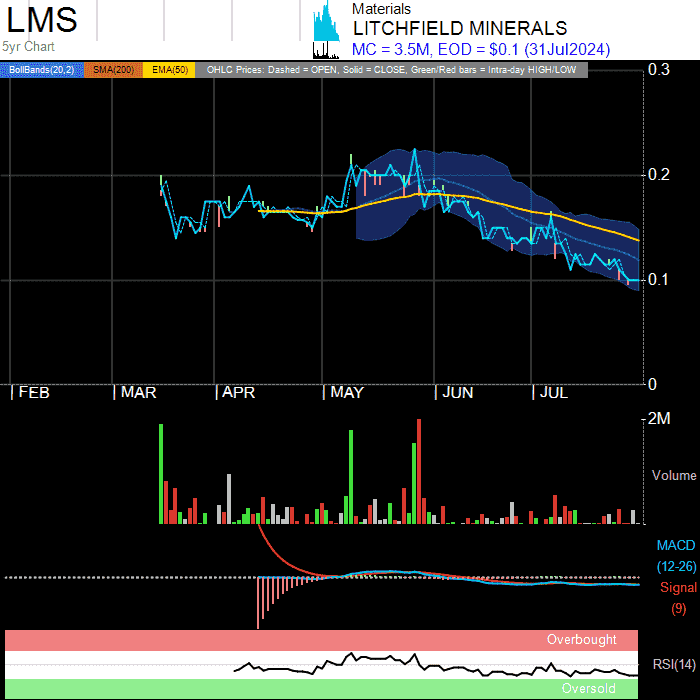 LMS
5yr Chart
Materials
LITCHFIELD MINERALS
MC = 3.5M, EOD = $0.1 (31Jul2024)
BollBands(20,2) SMA(200) EMA(50) OHLC Prices: Dashed = OPEN, Solid = CLOSE, Green/Red bars = Intra-day HIGH/LOW
0.3
0.2
0.1
0
FEB MAR APR MAY JUN JUL
2M
Volume
MACD
(12-26)
Signal
(9)
Overbought
RSI(14)
Oversold